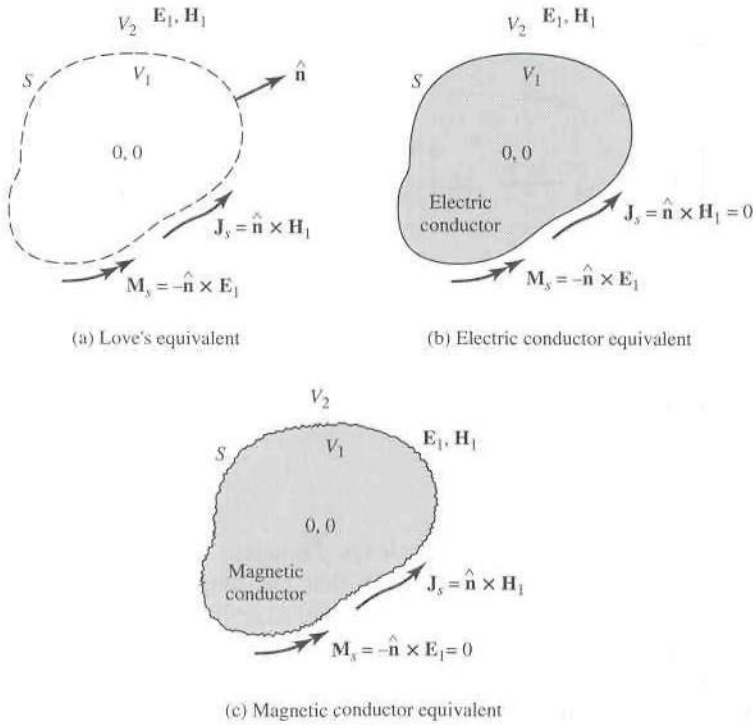 V₂ E₁, H₁
S V₁ n̂
0, 0
Jₛ = n̂ × H₁
Mₛ = –n̂ × E₁
(a) Love's equivalent
V₂ E₁, H₁
S V₁
0, 0
Electric
conductor
Jₛ = n̂ × H₁ = 0
Mₛ = –n̂ × E₁
(b) Electric conductor equivalent
V₂
E₁, H₁
S V₁
0, 0
Magnetic
conductor
Jₛ = n̂ × H₁
Mₛ = –n̂ × E₁= 0
(c) Magnetic conductor equivalent